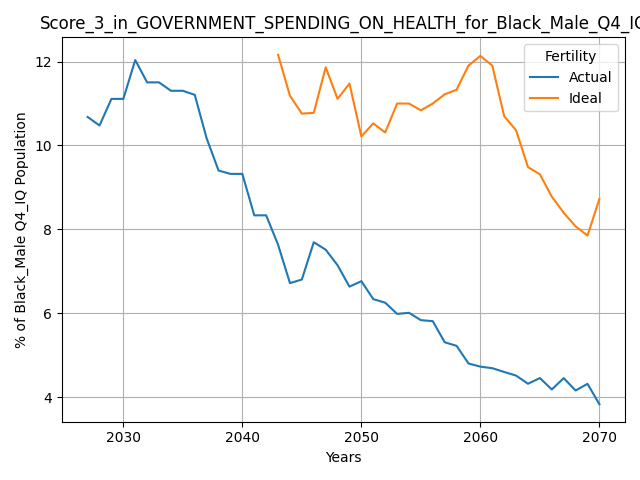 Score_3_in_GOVERNMENT_SPENDING_ON_HEALTH_for_Black_Male_Q4_IQ
Fertility
Actual
Ideal
% of Black_Male Q4_IQ Population
12
10
8
6
4
2030 2040 2050 2060 2070
Years